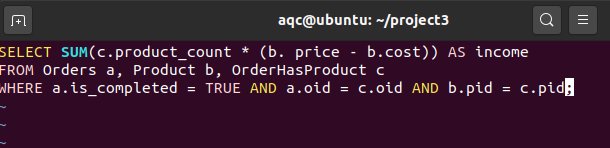 aqc@ubuntu: ~/project3
SELECT SUM(c.product_count * (b. price - b.cost)) AS income
FROM Orders a, Product b, OrderHasProduct c
WHERE a.is_completed = TRUE AND a.oid = c.oid AND b.pid = c.pid;
~
~
~